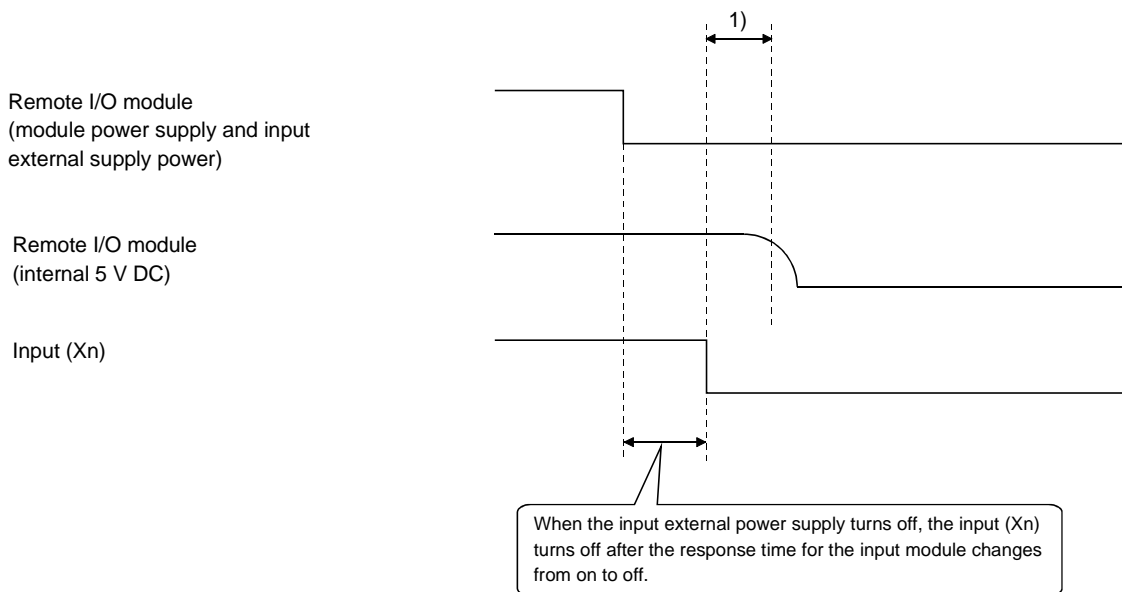 1)
Remote I/O module
(module power supply and input
external supply power)
Remote I/O module
(internal 5 V DC)
Input (Xn)
When the input external power supply turns off, the input (Xn)
turns off after the response time for the input module changes
from on to off.